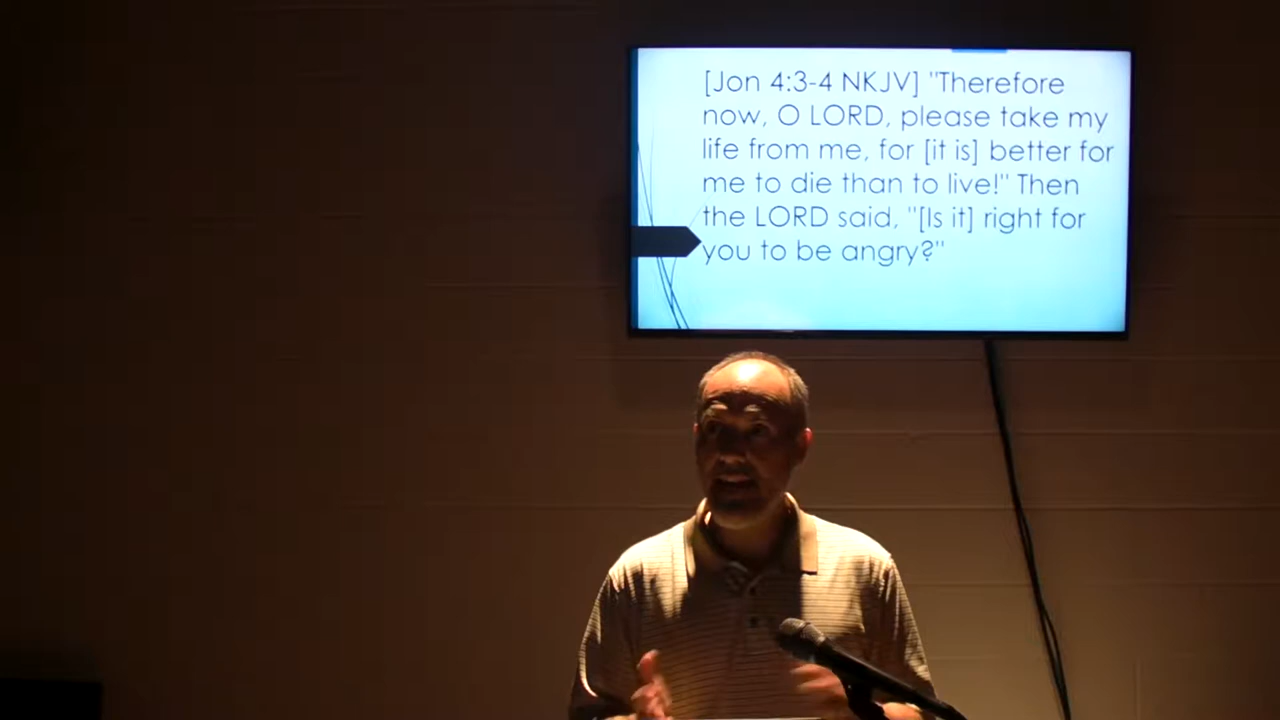 [Jon 4:3-4 NKJV] "Therefore
now, O LORD, please take my
life from me, for [it is] better for
me to die than to live!" Then
the LORD said, "[Is it] right for
you to be angry?"